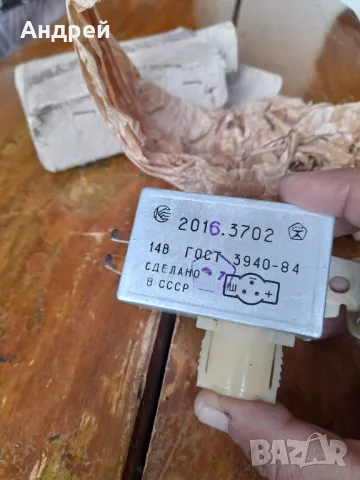 Андрей
2016.3702
14В ГОСТ 3940-84
СДЕЛАНО
В СССР
Ш
BAZAR